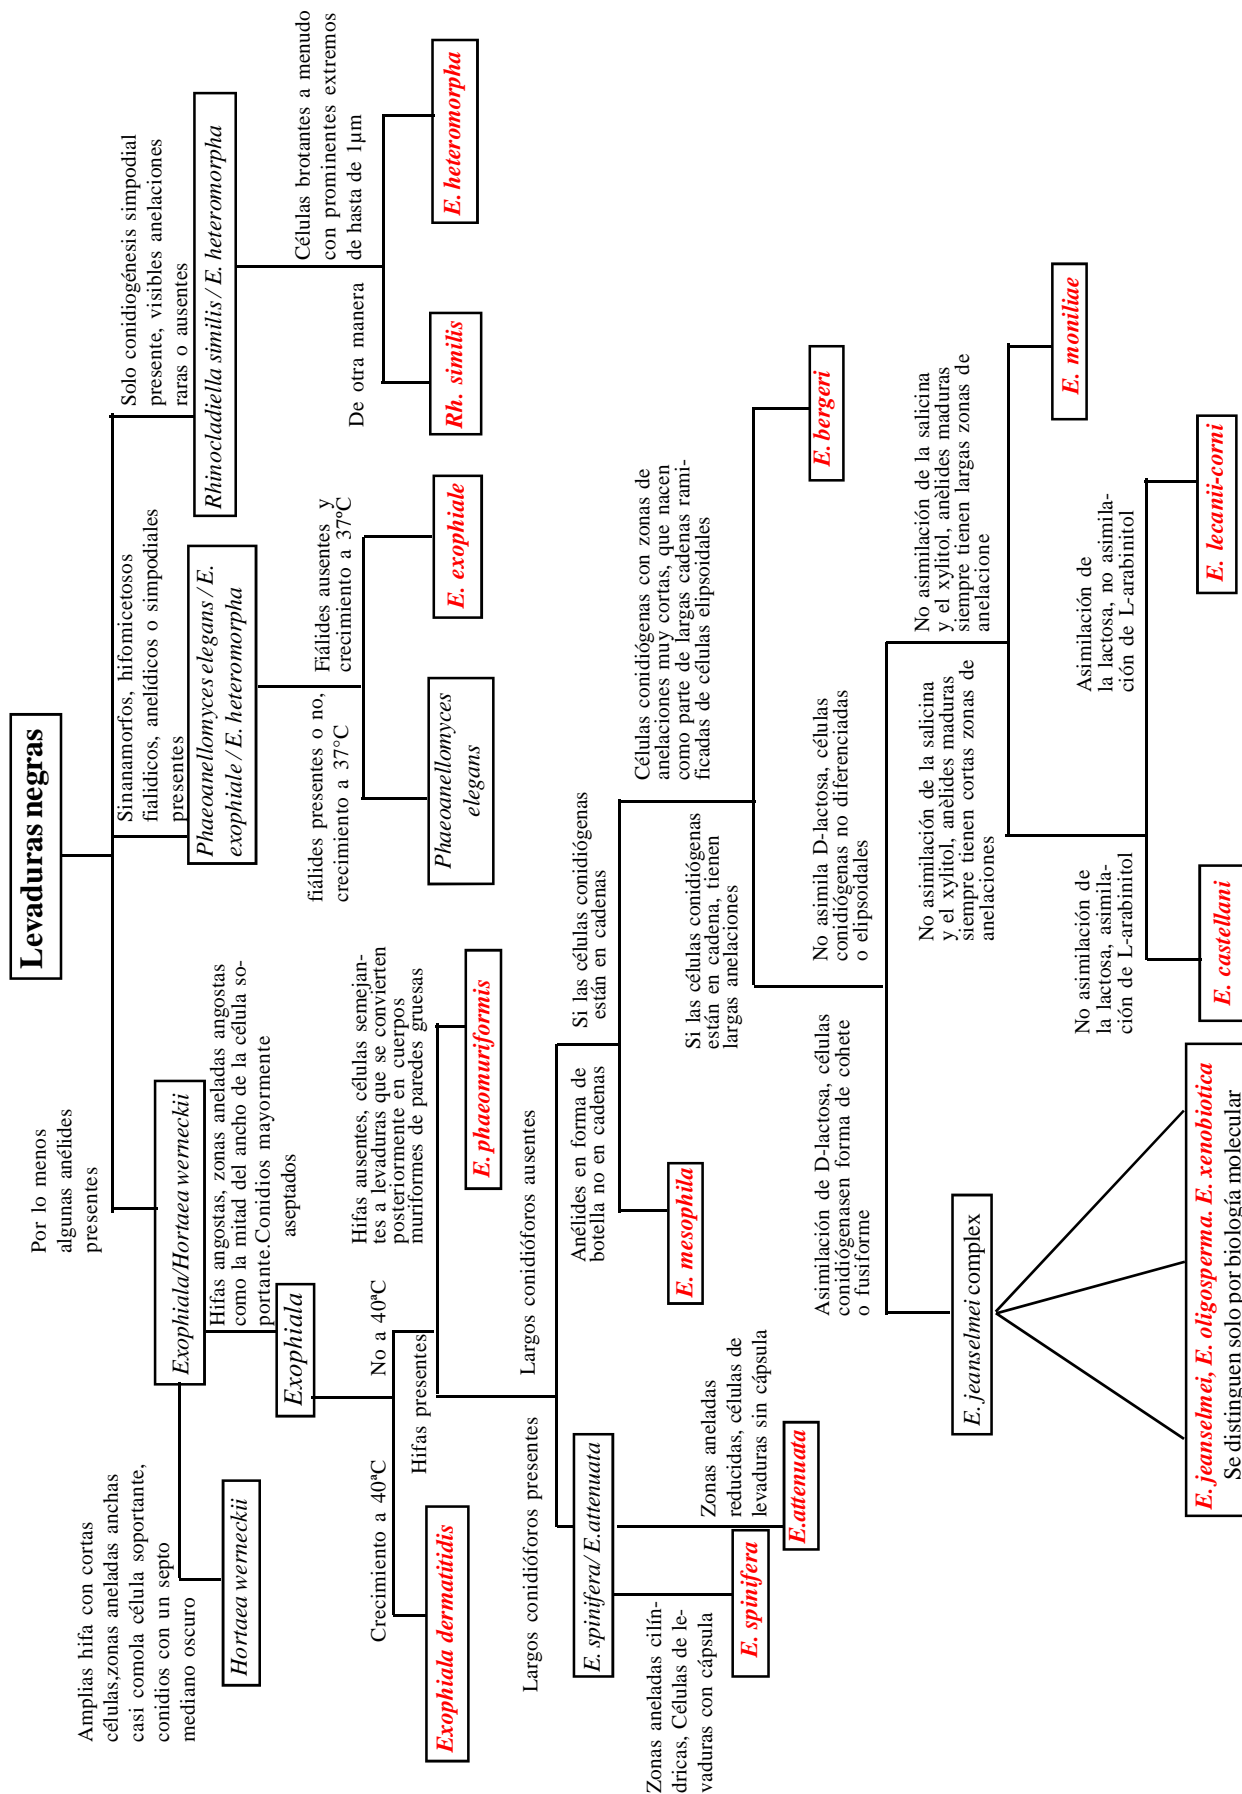 Levaduras negras
Por lo menos
algunas anélides
presentes
Sinanamorfos, hifomicetosos
fialidicos, anelídicos o simpodiales
presentes
Solo conidiogénesis simpodial
presente, visibles anelaciones
raras o ausentes
Exophiala/Hortaea werneckii
Phaeoanellomyces elegans / E.
exophiale / E. heteromorpha
Rhinocladiella similis / E. heteromorpha
Amplias hifa con cortas
células,zonas aneladas anchas
casi comola célula soportante,
conidios con un septo
mediano oscuro
Hifas angostas, zonas aneladas angostas
como la mitad del ancho de la célula so-
portante.Conidios mayormente
aseptados
Hortaea werneckii
Exophiala
fiálides presentes o no,
crecimiento a 37°C
Fiálides ausentes y
crecimiento a 37ºC
Phaeoanellomyces
elegans
E. exophiale
De otra manera
Células brotantes a menudo
con prominentes extremos
de hasta de 1µm
Rh. similis
E. heteromorpha
Crecimiento a 40ªC
No a 40ªC
Exophiala dermatitidis
Hifas presentes
Hifas ausentes, células semejan-
tes a levaduras que se convierten
posteriormente en cuerpos
muriformes de paredes gruesas
E. phaeomuriformis
Largos conidióforos presentes
Largos conidióforos ausentes
E. spinifera/ E.attenuata
Zonas aneladas cilín-
dricas, Células de le-
vaduras con cápsula
Zonas aneladas
reducidas, células de
levaduras sin cápsula
E. spinifera
E.attenuata
Anélides en forma de
botella no en cadenas
Si las células conidiógenas
están en cadenas
E. mesophila
Si las células conidiógenas
están en cadena, tienen
largas anelaciones
Células conidiógenas con zonas de
anelaciones muy cortas, que nacen
como parte de largas cadenas rami-
ficadas de células elipsoidales
E. bergeri
Asimilación de D-lactosa, células
conidiógenasen forma de cohete
o fusiforme
No asimila D-lactosa, células
conidiógenas no diferenciadas
o elipsoidales
E. jeanselmei complex
No asimilación de la salicina
y el xylitol, anèlides maduras
siempre tienen cortas zonas de
anelaciones
No asimilación de la salicina
y el xylitol, anèlides maduras
siempre tienen largas zonas de
anelacione
E. moniliae
No asimilación de
la lactosa, asimila-
ción de L-arabinitol
Asimilación de
la lactosa, no asimila-
ción de L-arabinitol
E. castellani
E. lecanii-corni
E. jeanselmei, E. oligosperma. E. xenobiotica
Se distinguen solo por biología molecular